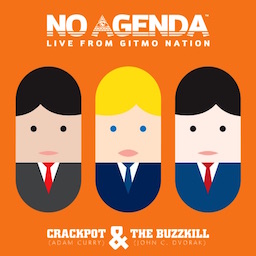 NO AGENDA
LIVE FROM GITMO NATION
CRACKPOT & THE BUZZKILL
(ADAM CURRY) (JOHN C. DVORAK)